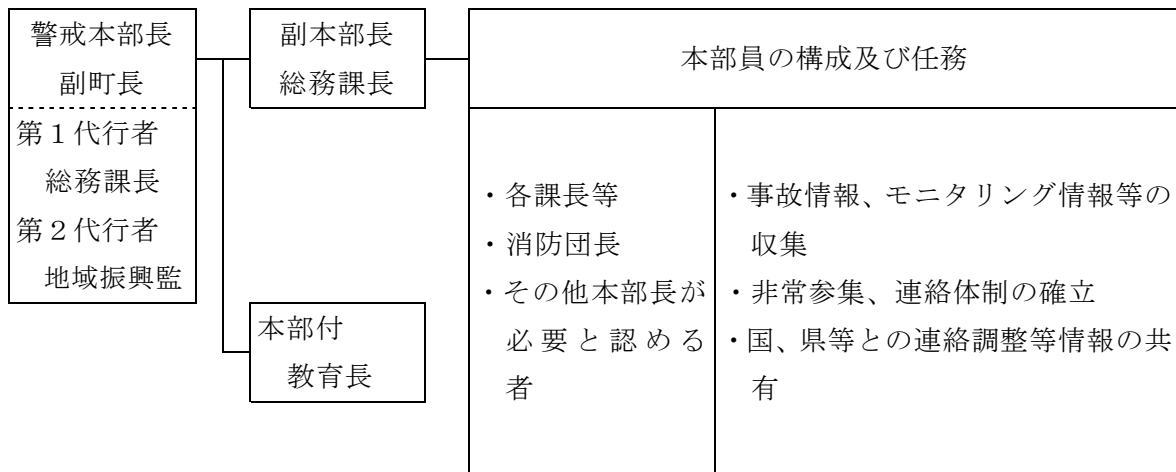 警戒本部長
副町長
第１代行者
総務課長
第２代行者
地域振興監
副本部長
総務課長
本部付
教育長
本部員の構成及び任務
・各課長等
・消防団長
・その他本部長が
必要と認める
者
・事故情報、モニタリング情報等の
収集
・非常参集、連絡体制の確立
・国、県等との連絡調整等情報の共
有